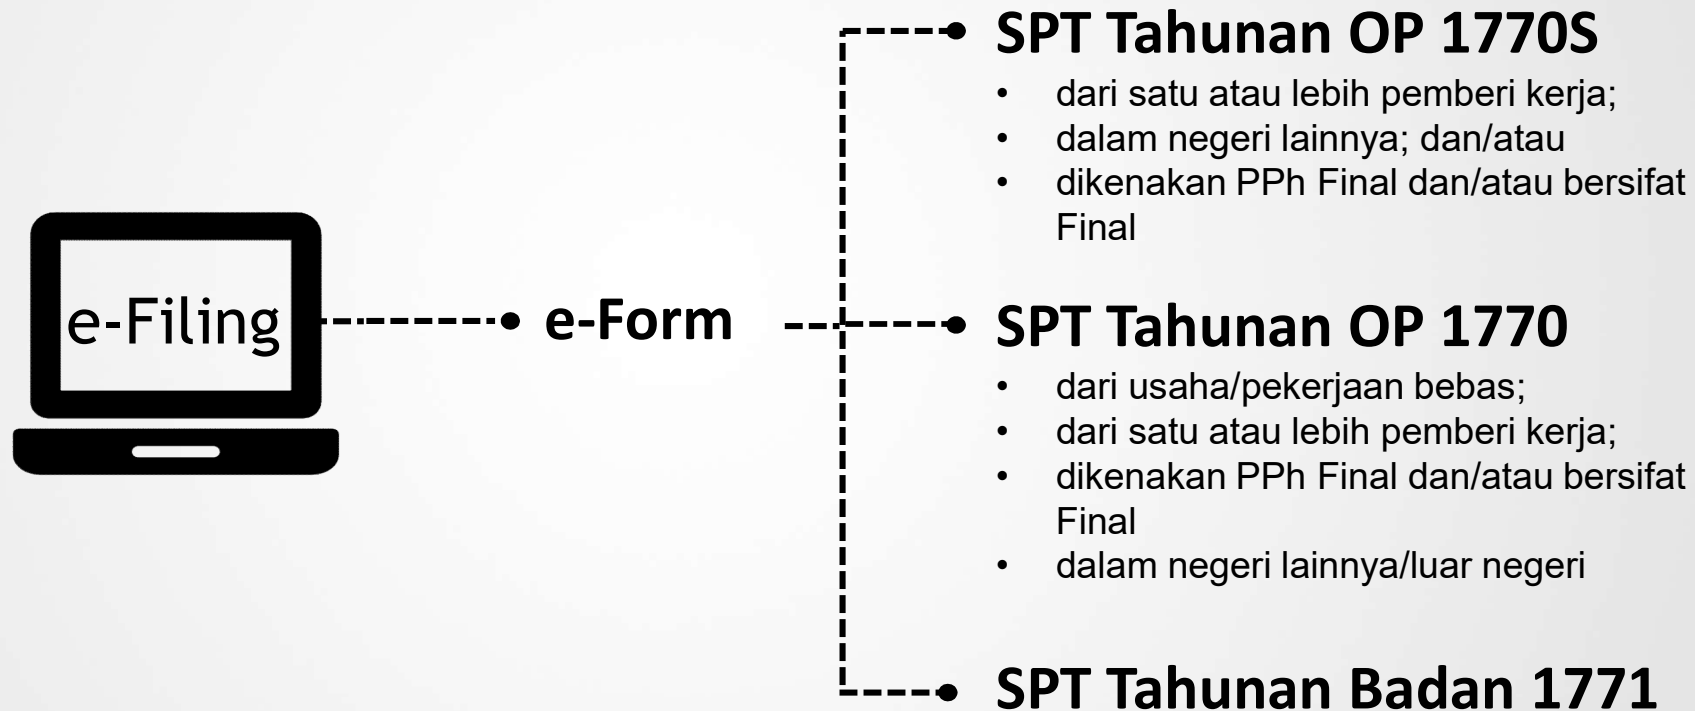 e-Filing
e-Form
SPT Tahunan OP 1770S
• dari satu atau lebih pemberi kerja;
• dalam negeri lainnya; dan/atau
• dikenakan PPh Final dan/atau bersifat
Final
SPT Tahunan OP 1770
• dari usaha/pekerjaan bebas;
• dari satu atau lebih pemberi kerja;
• dikenakan PPh Final dan/atau bersifat
Final
• dalam negeri lainnya/luar negeri
SPT Tahunan Badan 1771